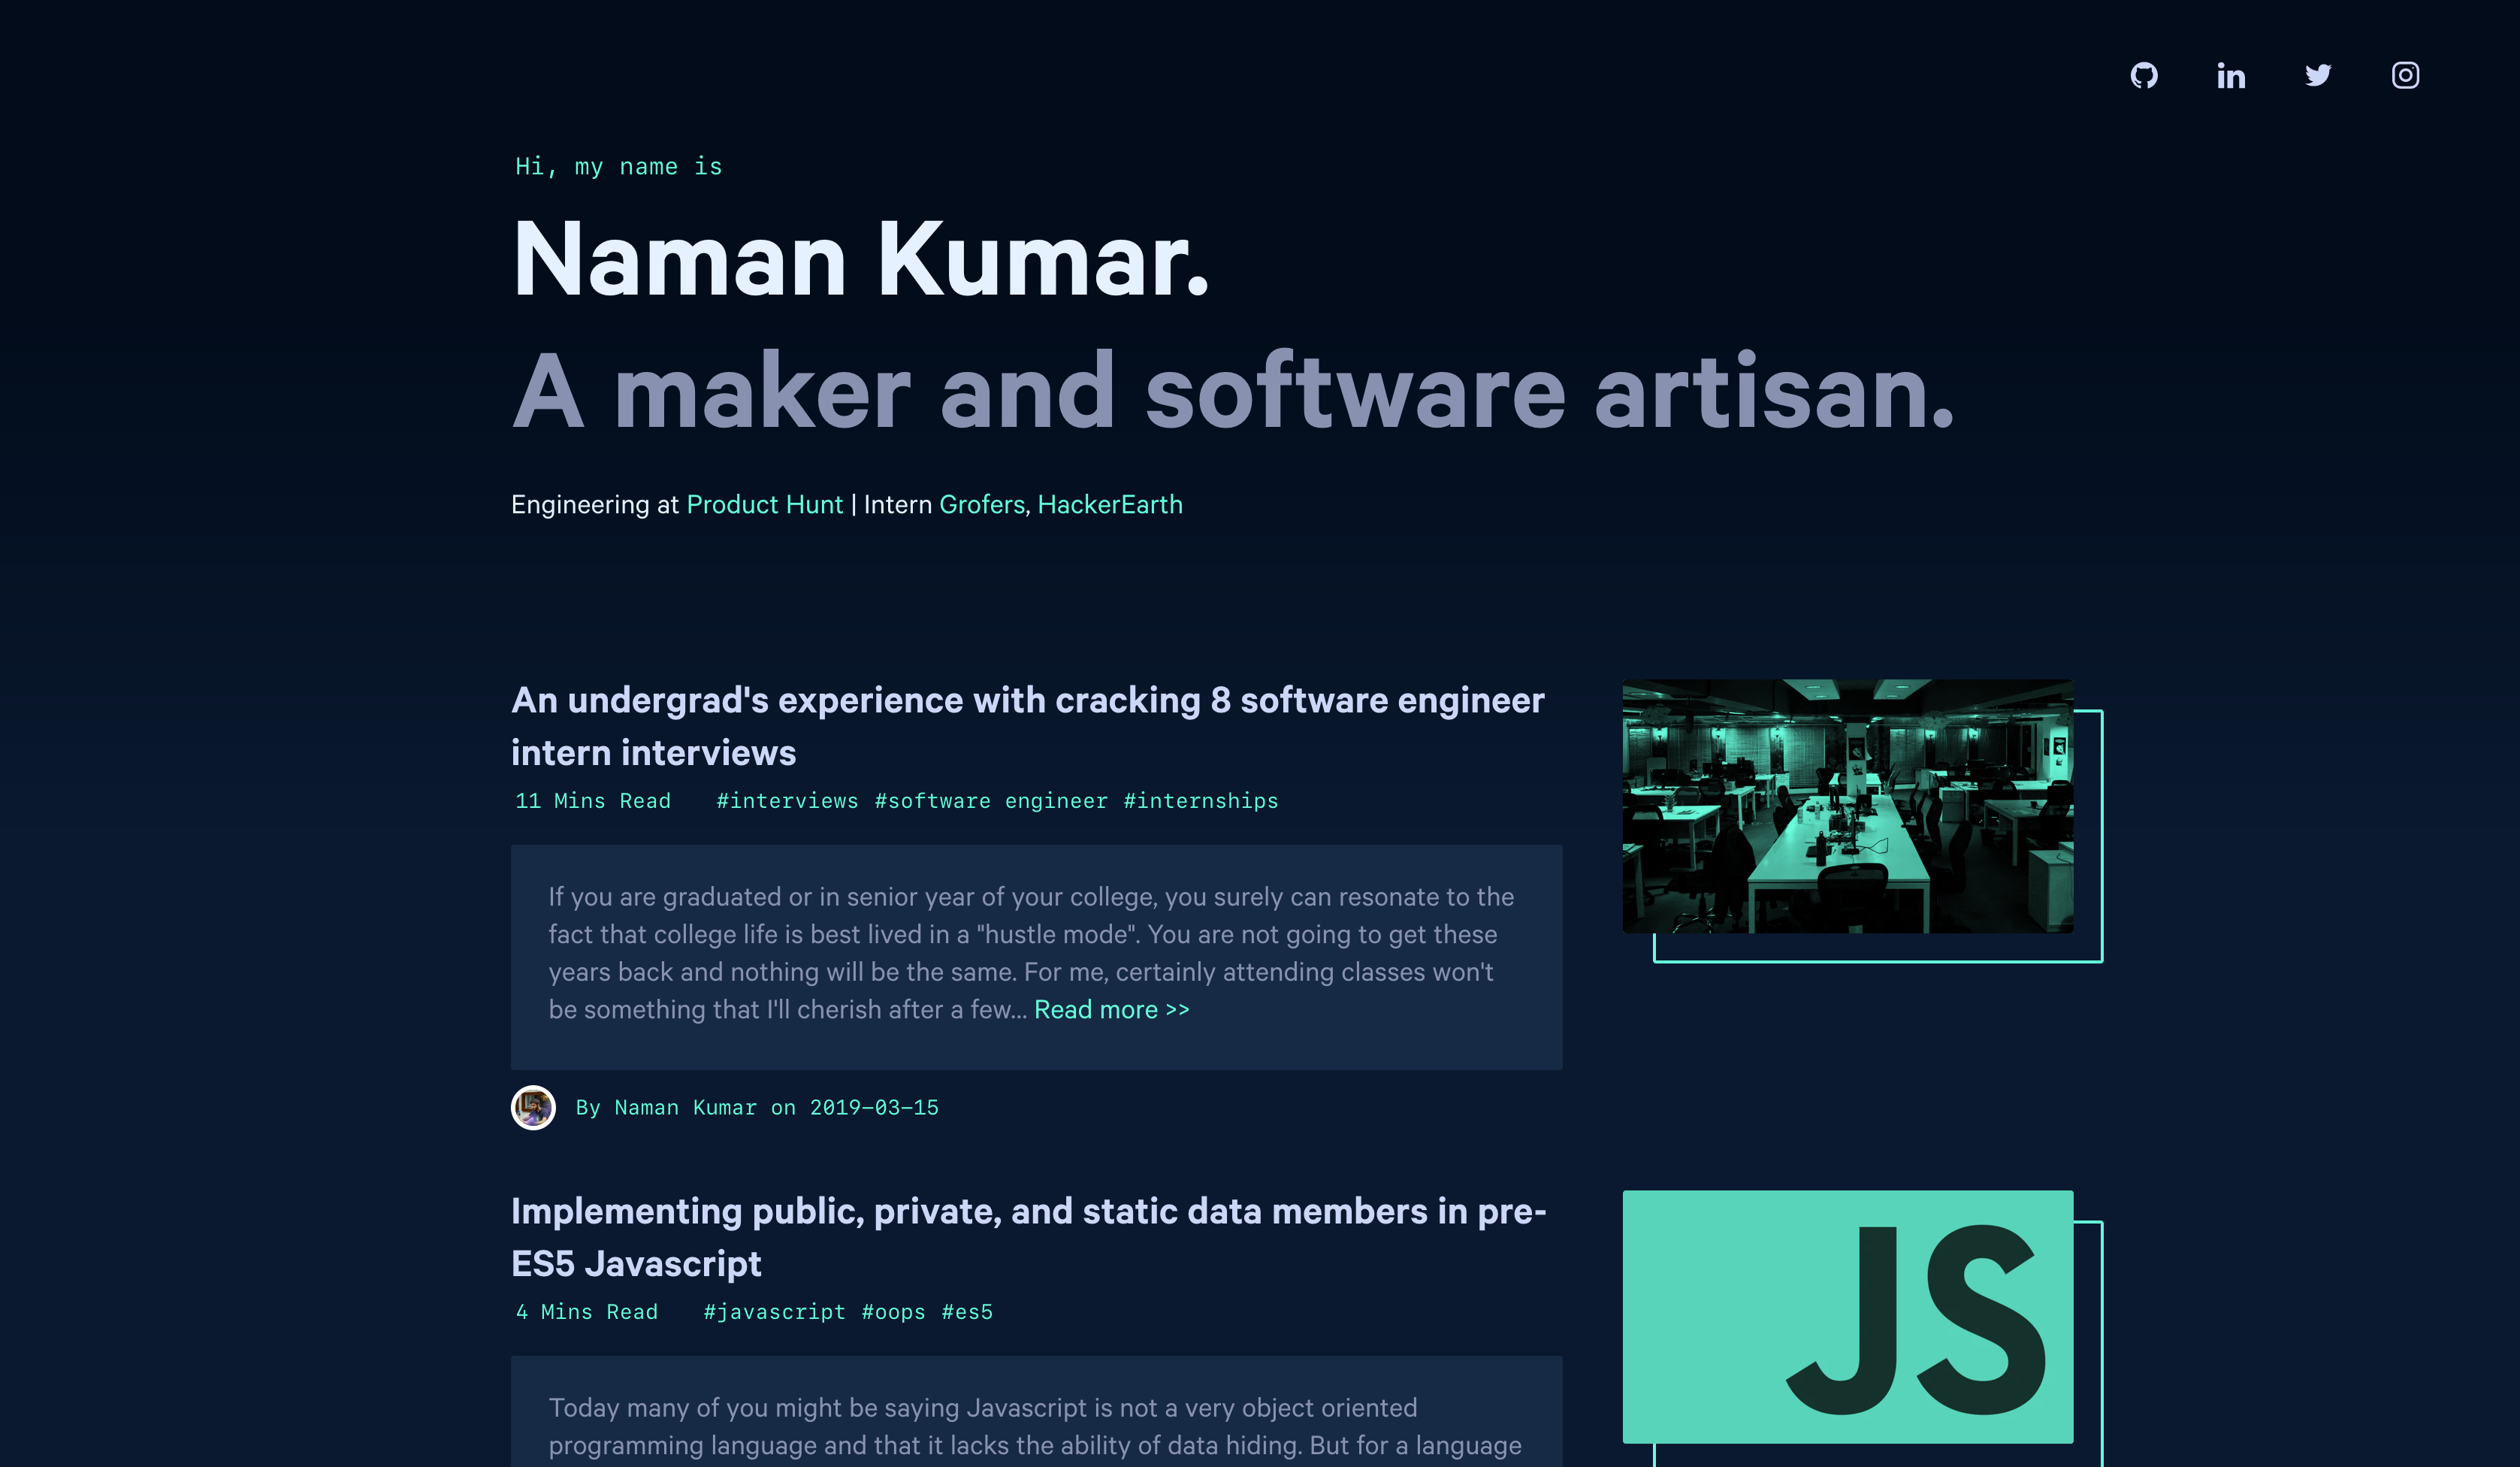 Hi, my name is
Naman Kumar.
A maker and software artisan.
Engineering at Product Hunt | Intern Grofers, HackerEarth
An undergrad's experience with cracking 8 software engineer
intern interviews
11 Mins Read #interviews #software engineer #internships
If you are graduated or in senior year of your college, you surely can resonate to the
fact that college life is best lived in a "hustle mode". You are not going to get these
years back and nothing will be the same. For me, certainly attending classes won't
be something that I'll cherish after a few... Read more >>
By Naman Kumar on 2019-03-15
Implementing public, private, and static data members in pre-
ES5 Javascript
4 Mins Read #javascript #oops #es5
JS
Today many of you might be saying Javascript is not a very object oriented
programming language and that it lacks the ability of data hiding. But for a language